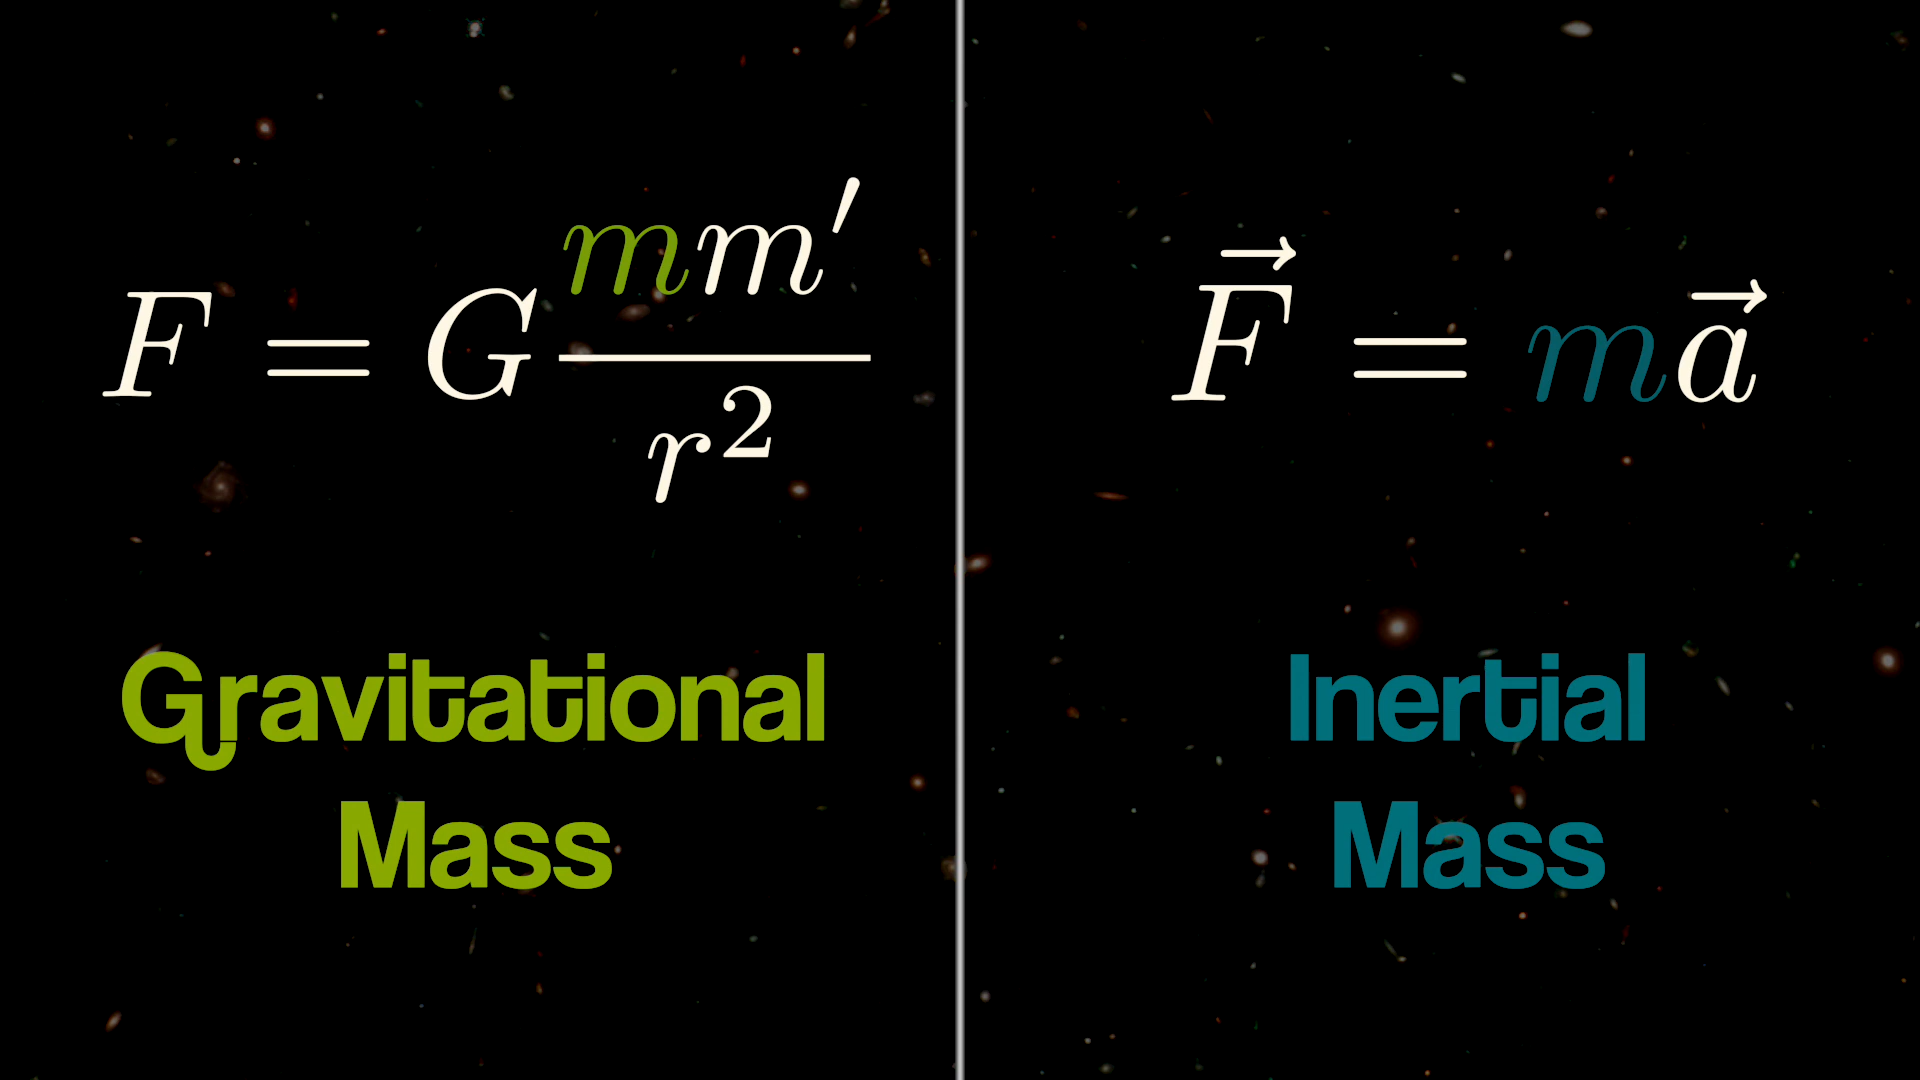 F = G mm′ / r²
Gravitational
Mass
F⃗ = ma⃗
Inertial
Mass